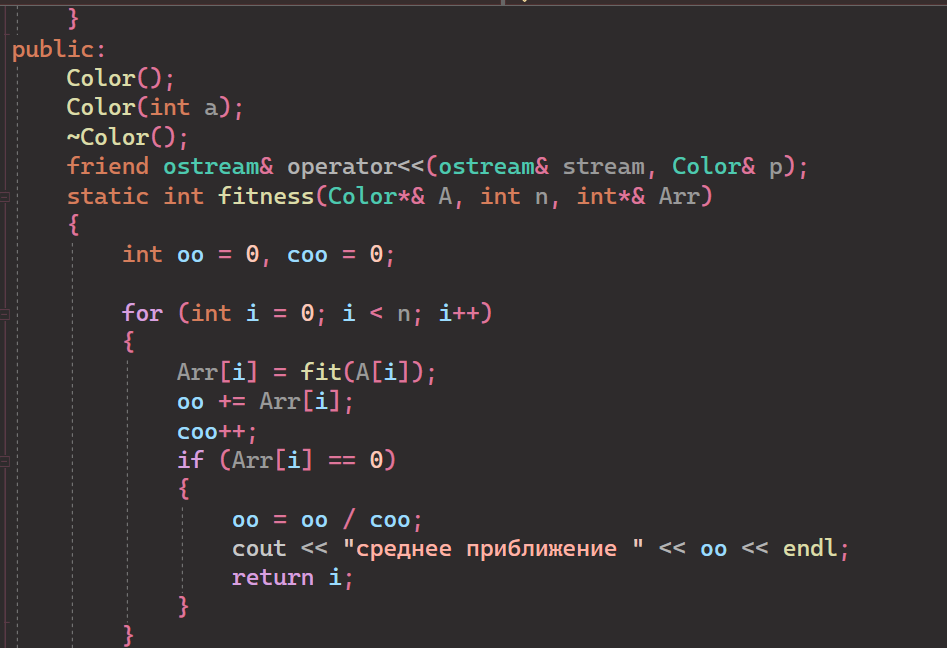 }
public:
Color();
Color(int a);
~Color();
friend ostream& operator<<(ostream& stream, Color& p);
static int fitness(Color*& A, int n, int*& Arr)
{
int oo = 0, coo = 0;
for (int i = 0; i < n; i++)
{
Arr[i] = fit(A[i]);
oo += Arr[i];
coo++;
if (Arr[i] == 0)
{
oo = oo / coo;
cout << "среднее приближение " << oo << endl;
return i;
}
}